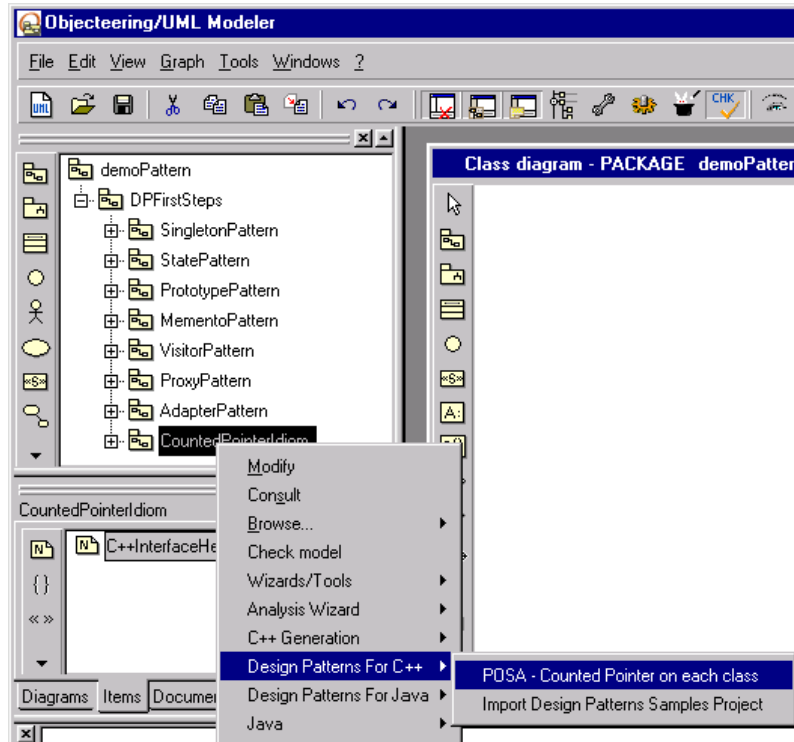 Objecteering/UML Modeler
File Edit View Graph Tools Windows ?
UML
CHK
demoPattern
DPFirstSteps
SingletonPattern
StatePattern
PrototypePattern
MementoPattern
VisitorPattern
ProxyPattern
AdapterPattern
CountedPointerIdiom
«S»
Class diagram - PACKAGE demoPatter
«S»
A:
CountedPointerIdiom
N
N C++InterfaceHe
{}
« »
Diagrams Items Documen
Modify
Consult
Browse...
Check model
Wizards/Tools
Analysis Wizard
C++ Generation
Design Patterns For C++
Design Patterns For Java
Java
POSA - Counted Pointer on each class
Import Design Patterns Samples Project